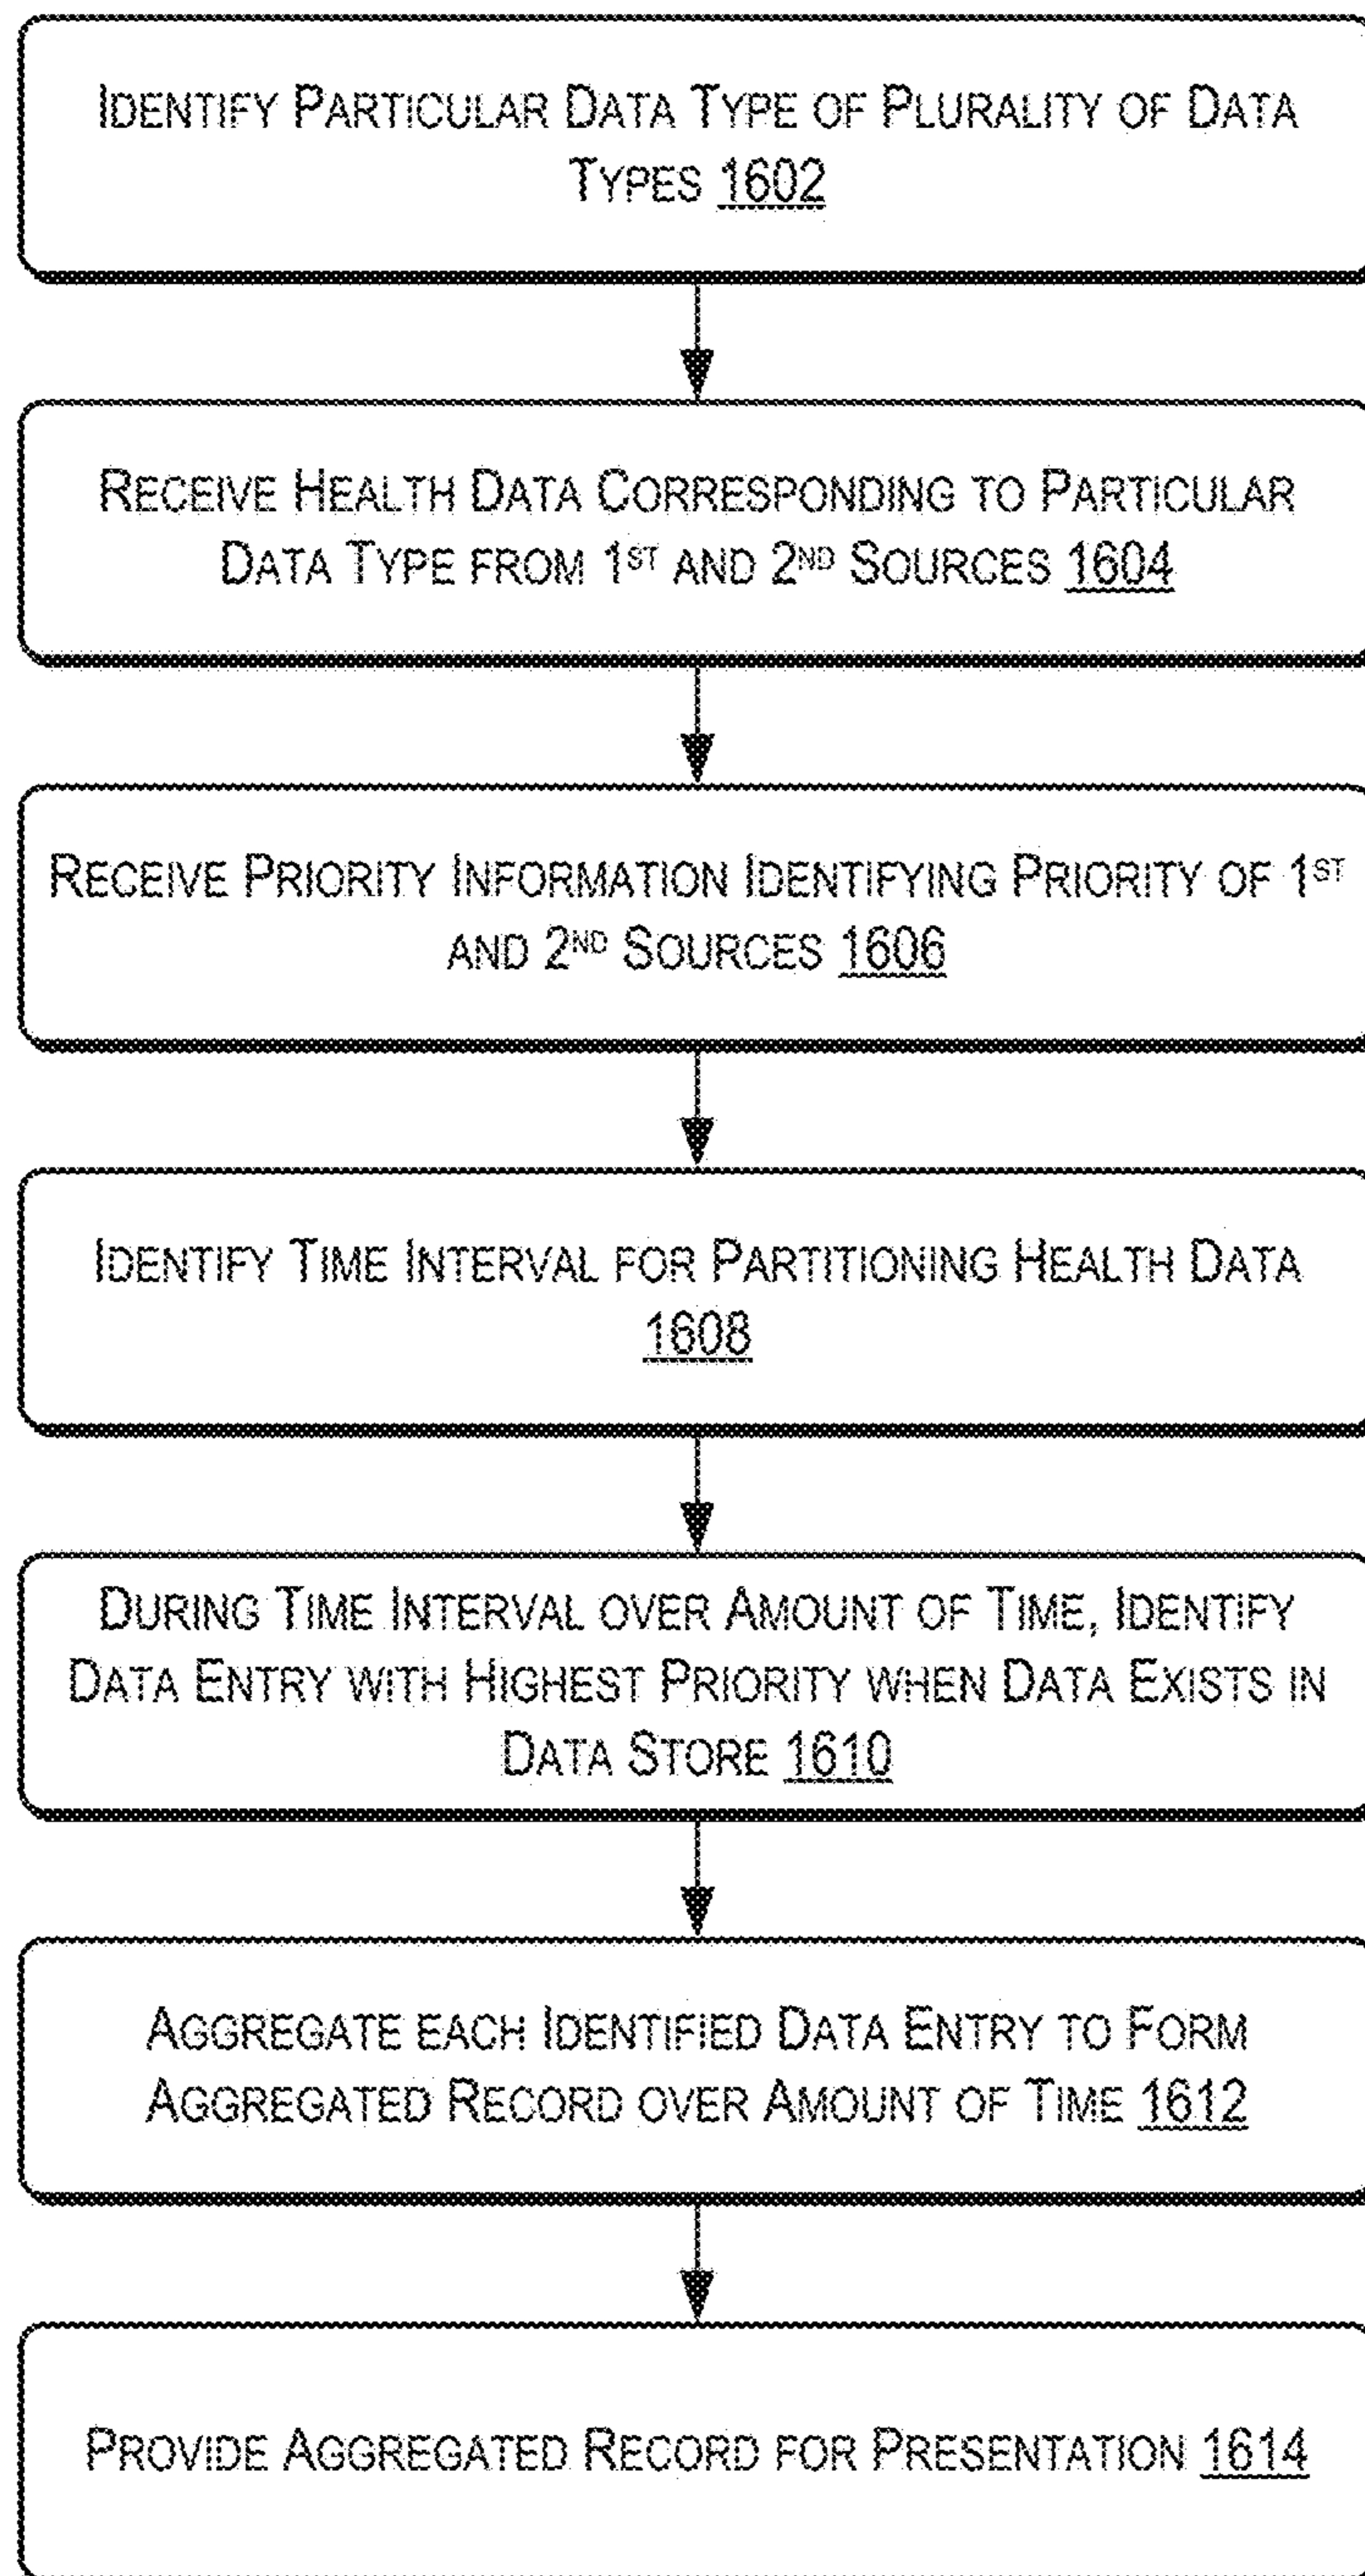 IDENTIFY PARTICULAR DATA TYPE OF PLURALITY OF DATA
TYPES 1602
RECEIVE HEALTH DATA CORRESPONDING TO PARTICULAR
DATA TYPE FROM 1ST AND 2ND SOURCES 1604
RECEIVE PRIORITY INFORMATION IDENTIFYING PRIORITY OF 1ST
AND 2ND SOURCES 1606
IDENTIFY TIME INTERVAL FOR PARTITIONING HEALTH DATA
1608
DURING TIME INTERVAL OVER AMOUNT OF TIME, IDENTIFY
DATA ENTRY WITH HIGHEST PRIORITY WHEN DATA EXISTS IN
DATA STORE 1610
AGGREGATE EACH IDENTIFIED DATA ENTRY TO FORM
AGGREGATED RECORD OVER AMOUNT OF TIME 1612
PROVIDE AGGREGATED RECORD FOR PRESENTATION 1614